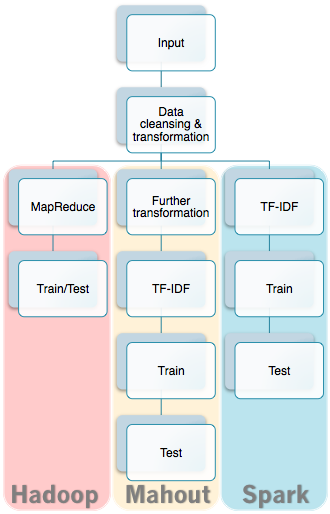 Input
Data
cleansing &
transformation
MapReduce
Further
transformation
TF-IDF
Train/Test
TF-IDF
Train
Train
Test
Test
Hadoop
Mahout
Spark